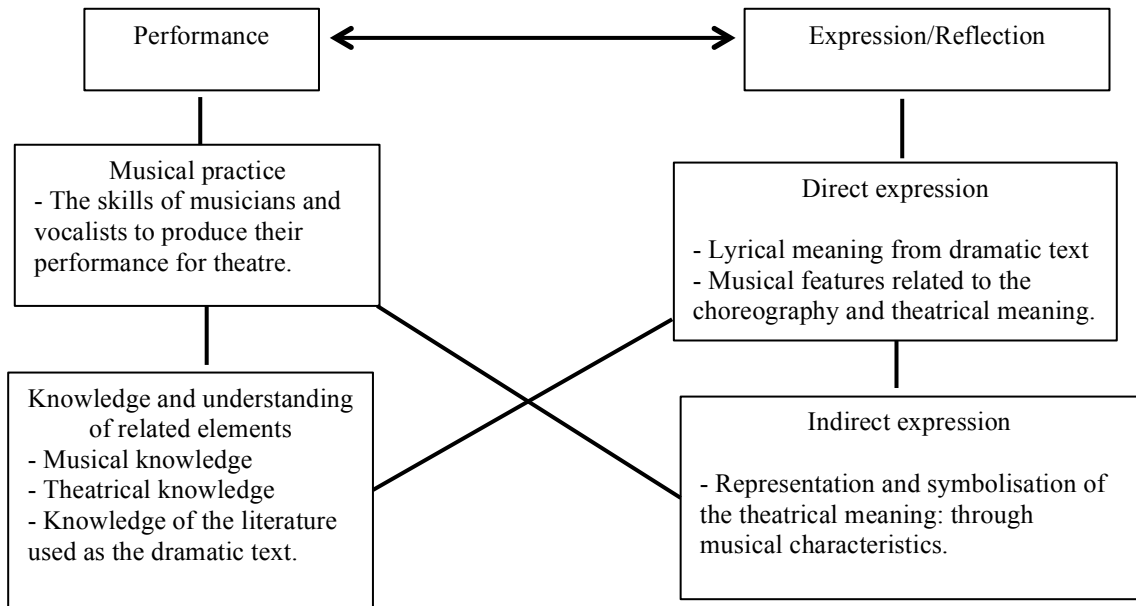 Performance
Expression/Reflection
Musical practice
- The skills of musicians and
vocalists to produce their
performance for theatre.
Direct expression
- Lyrical meaning from dramatic text
- Musical features related to the
choreography and theatrical meaning.
Knowledge and understanding
of related elements
- Musical knowledge
- Theatrical knowledge
- Knowledge of the literature
used as the dramatic text.
Indirect expression
- Representation and symbolisation of
the theatrical meaning: through
musical characteristics.